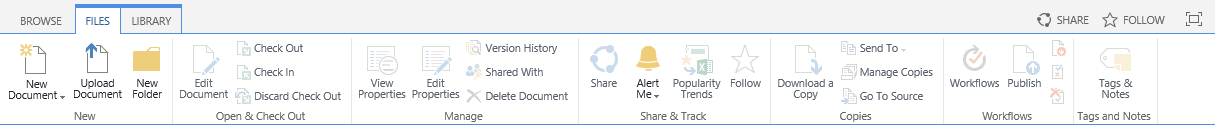 BROWSE FILES LIBRARY SHARE FOLLOW
New Document
Upload Document
New Folder
Edit Document
Check Out
Check In
Discard Check Out
View Properties
Edit Properties
Version History
Shared With
Delete Document
Share
Alert Me
Popularity Trends
Follow
Download a Copy
Send To
Manage Copies
Go To Source
Workflows
Publish
Tags & Notes
New Open & Check Out Manage Share & Track Copies Workflows Tags and Notes